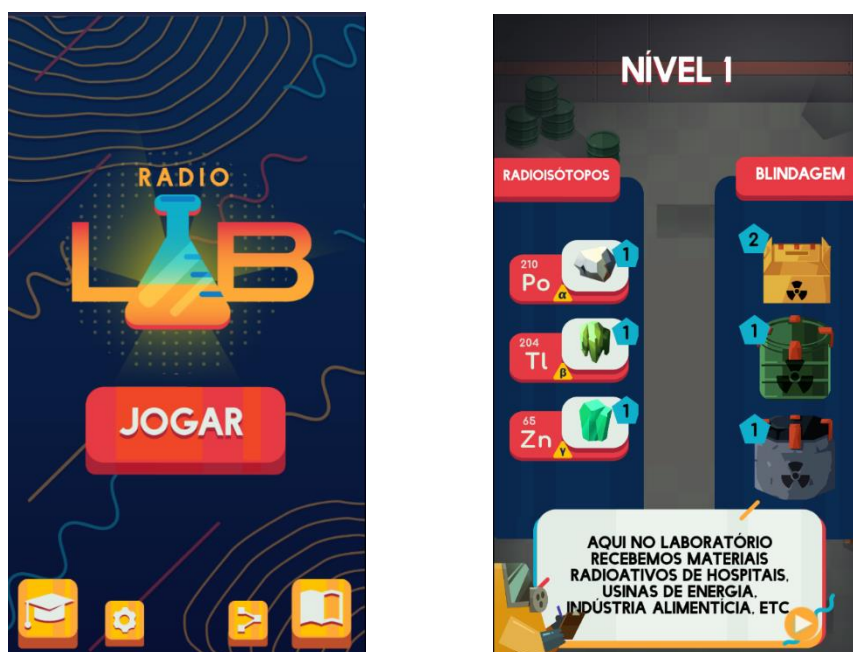 RADIO
LAB
JOGAR
NÍVEL 1
RADIOISÓTOPOS
BLINDAGEM
210
Po
α
1
204
Tl
β
1
65
Zn
γ
1
2
1
1
AQUI NO LABORATÓRIO
RECEBEMOS MATERIAIS
RADIOATIVOS DE HOSPITAIS,
USINAS DE ENERGIA,
INDÚSTRIA ALIMENTÍCIA, ETC